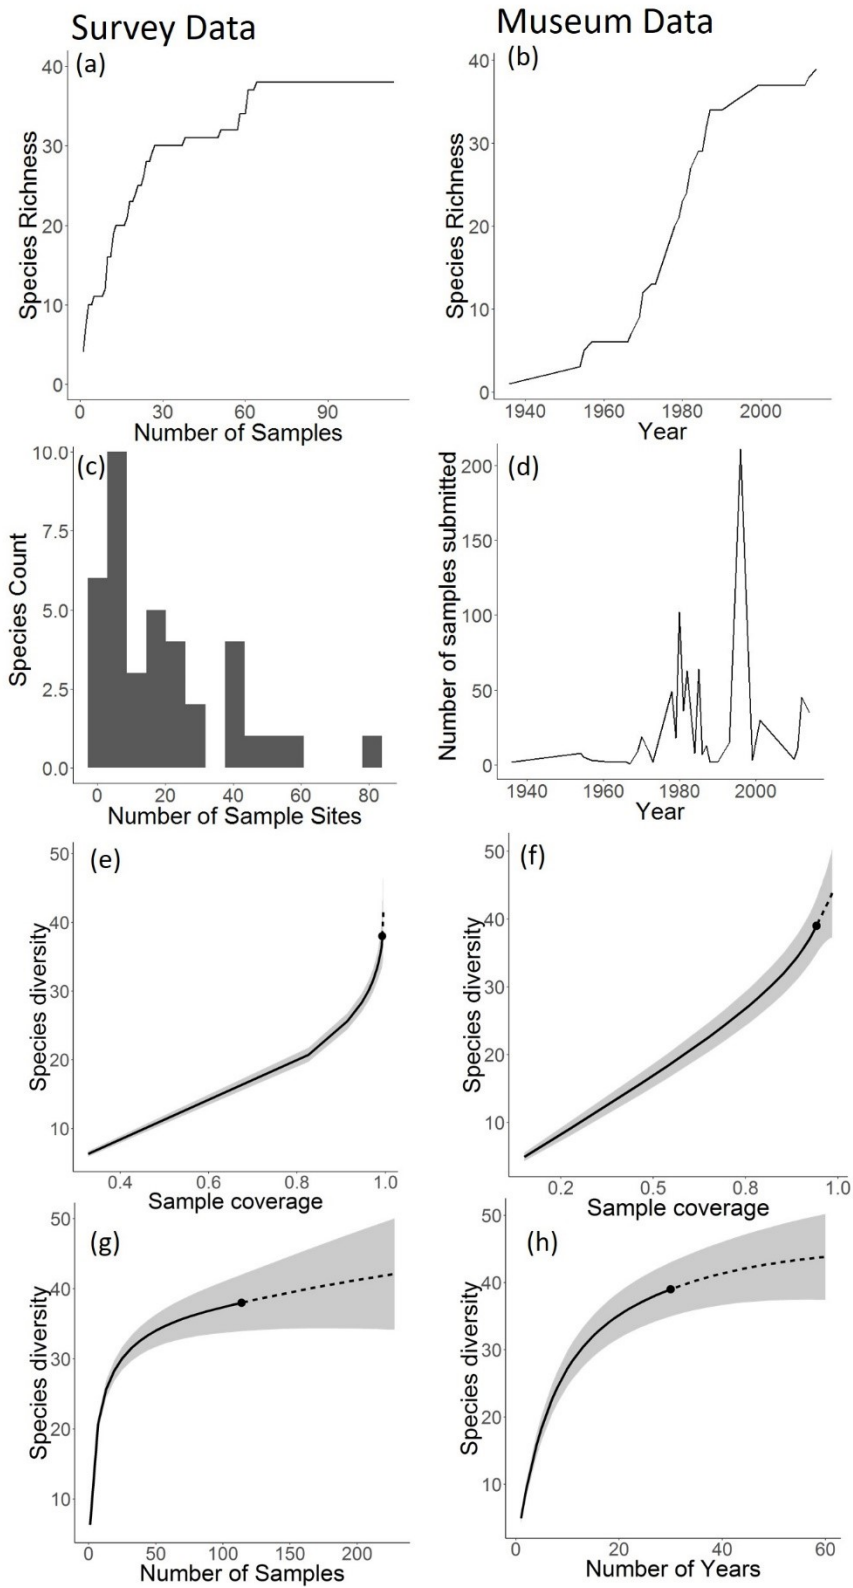 Survey Data
Museum Data
(a)
Species Richness
40
30
20
10
0
0 30 60 90
Number of Samples
(b)
Species Richness
40
30
20
10
0
1940 1960 1980 2000
Year
(c)
Species Count
10.0
7.5
5.0
2.5
0.0
0 20 40 60 80
Number of Sample Sites
(d)
Number of samples submitted
200
150
100
50
0
1940 1960 1980 2000
Year
(e)
Species diversity
50
40
30
20
10
0.4 0.6 0.8 1.0
Sample coverage
(f)
Species diversity
50
40
30
20
10
0.2 0.5 0.8 1.0
Sample coverage
(g)
Species diversity
50
40
30
20
10
0 50 100 150 200
Number of Samples
(h)
Species diversity
50
40
30
20
10
0 20 40 60
Number of Years